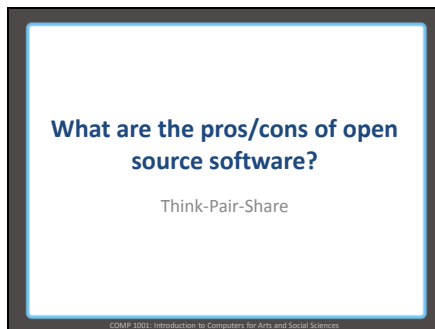 What are the pros/cons of open
source software?
Think-Pair-Share
COMP 1001: Introduction to Computers for Arts and Social Sciences